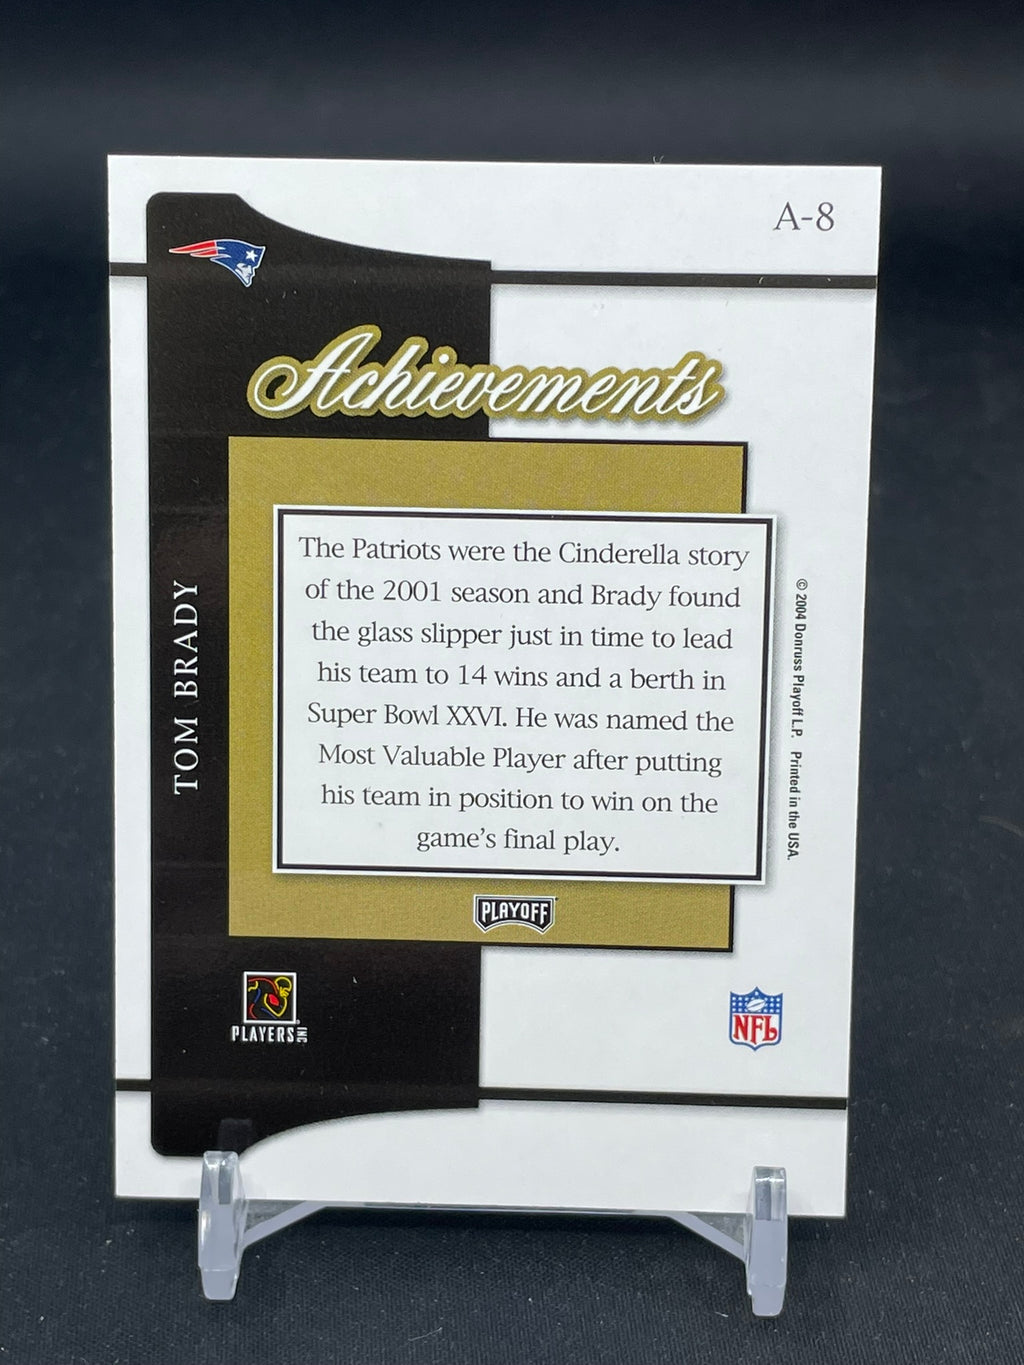 A-8
Achievements
The Patriots were the Cinderella story
of the 2001 season and Brady found
the glass slipper just in time to lead
his team to 14 wins and a berth in
Super Bowl XXVI. He was named the
Most Valuable Player after putting
his team in position to win on the
game's final play.
TOM BRADY
© 2004 Donruss Playoff L.P. Printed in the USA.
PLAYOFF
PLAYERS INC
NFL